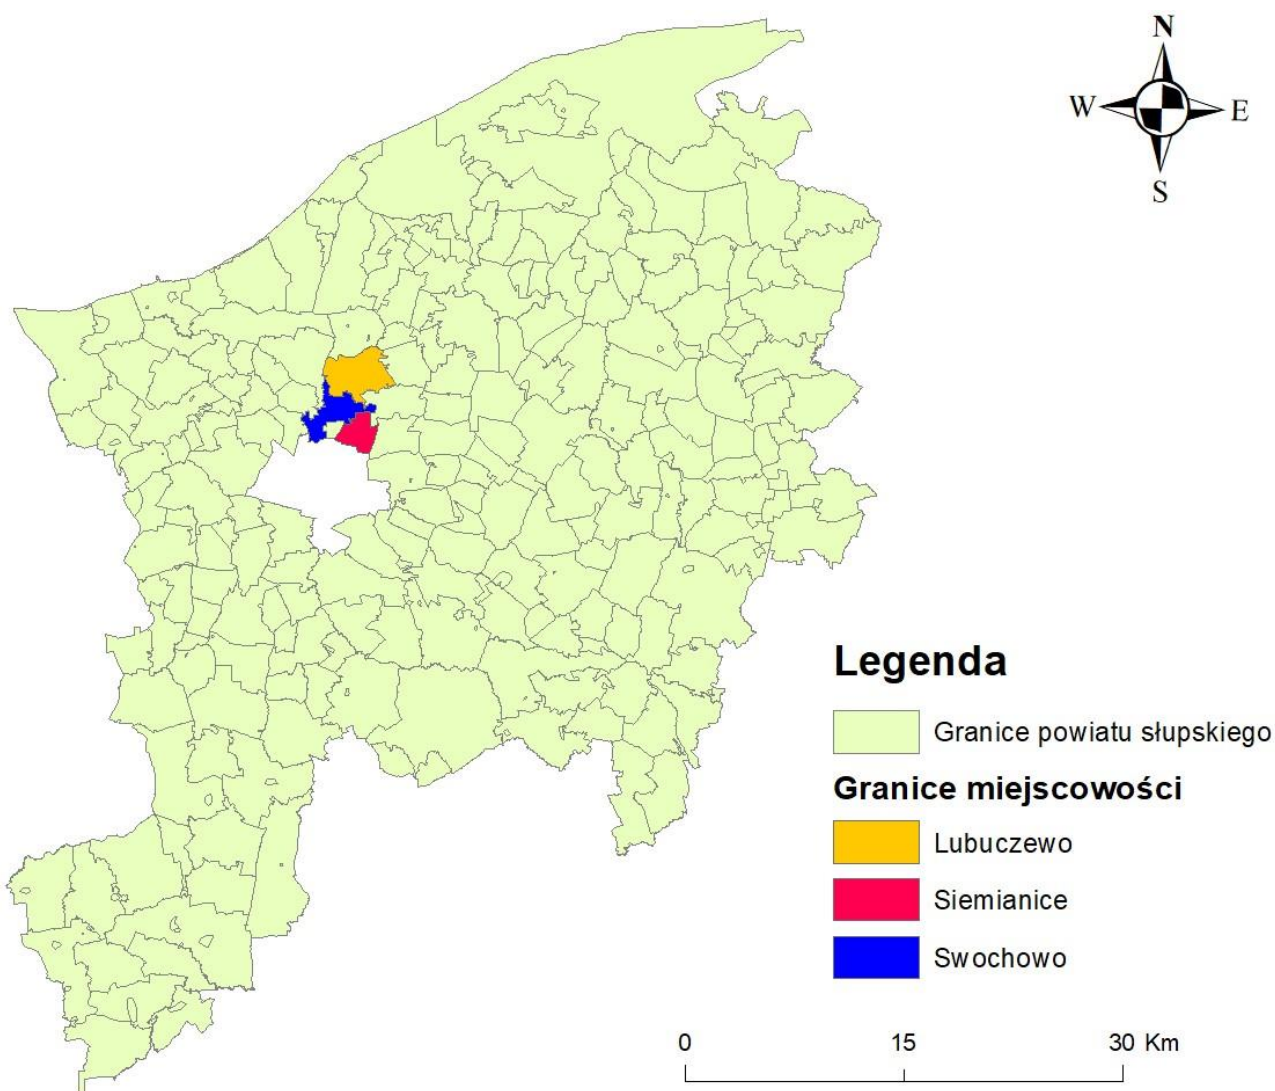 N
W E
S
Legenda
Granice powiatu słupskiego
Granice miejscowości
Lubuczewo
Siemianice
Swochowo
0 15 30 Km